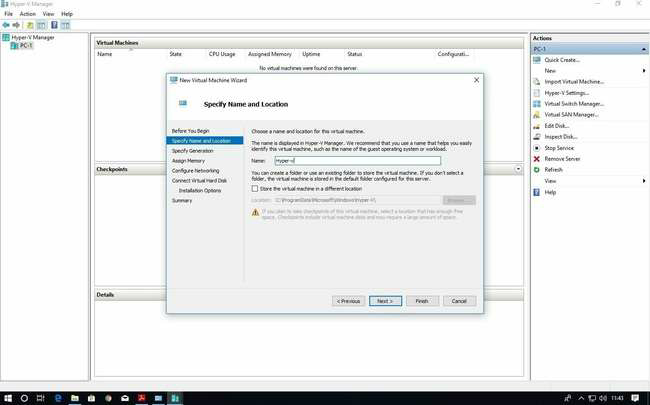 Hyper-V Manager
File Action View Help
Hyper-V Manager
PC-1
Virtual Machines
Name State CPU Usage Assigned Memory Uptime Status Configurati...
No virtual machines were found on this server.
Checkpoints
Details
New Virtual Machine Wizard
Specify Name and Location
Before You Begin
Specify Name and Location
Specify Generation
Assign Memory
Configure Networking
Connect Virtual Hard Disk
Installation Options
Summary
Choose a name and location for this virtual machine.
The name is displayed in Hyper-V Manager. We recommend that you use a name that helps you easily
identify this virtual machine, such as the name of the guest operating system or workload.
Name: Hyper-v
You can create a folder or use an existing folder to store the virtual machine. If you don't select a
folder, the virtual machine is stored in the default folder configured for this server.
Store the virtual machine in a different location
Location: C:\ProgramData\Microsoft\Windows\Hyper-V\ Browse...
If you plan to take checkpoints of this virtual machine, select a location that has enough free
space. Checkpoints include virtual machine data and may require a large amount of space.
< Previous Next > Finish Cancel
Actions
PC-1
Quick Create...
New
Import Virtual Machine...
Hyper-V Settings...
Virtual Switch Manager...
Virtual SAN Manager...
Edit Disk...
Inspect Disk...
Stop Service
Remove Server
Refresh
View
Help
11:43